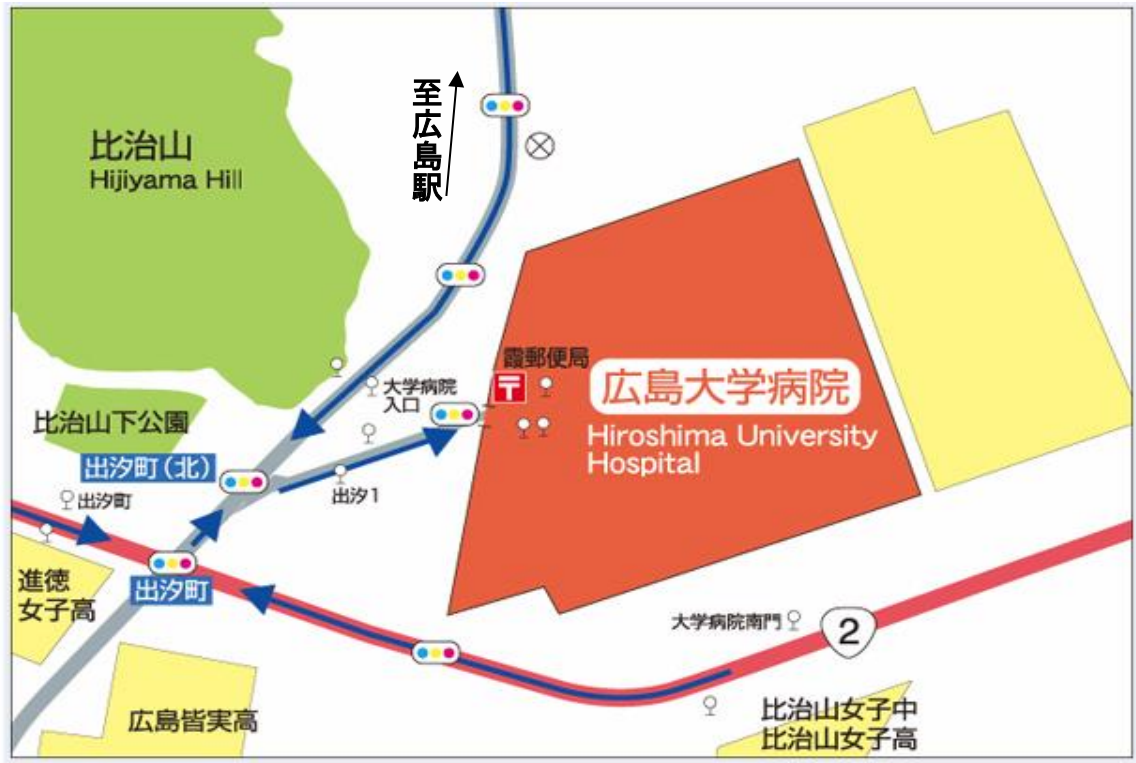 至広島駅
比治山
Hijiyama Hill
霞郵便局
〒
大学病院
入口
広島大学病院
Hiroshima University
Hospital
比治山下公園
出汐町（北）
出汐1
出汐町
出汐町
進徳
女子高
大学病院南門
2
広島皆実高
比治山女子中
比治山女子高